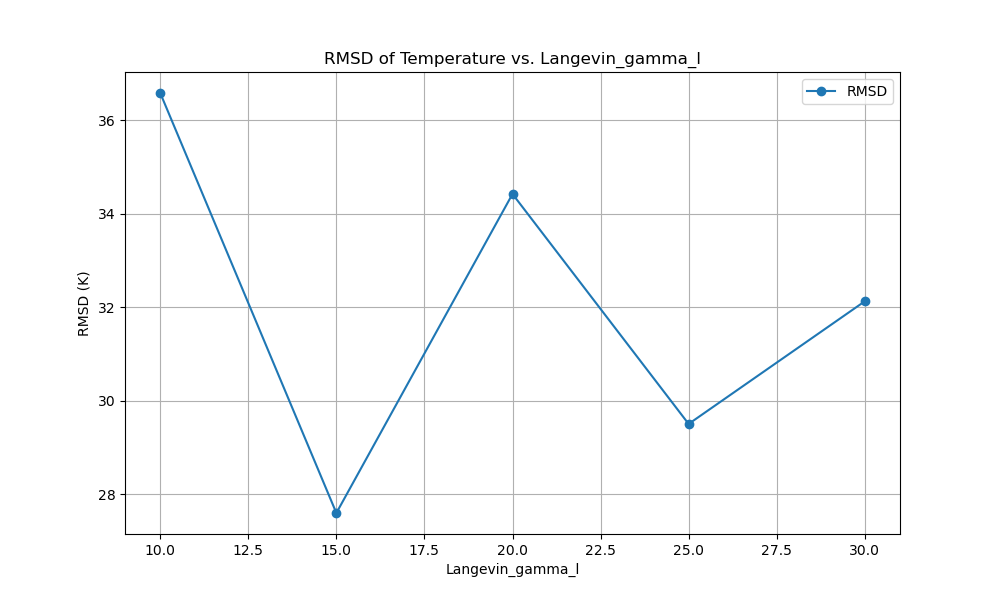 RMSD of Temperature vs. Langevin_gamma_l
RMSD
36
34
32
30
28
RMSD (K)
10.0 12.5 15.0 17.5 20.0 22.5 25.0 27.5 30.0
Langevin_gamma_l